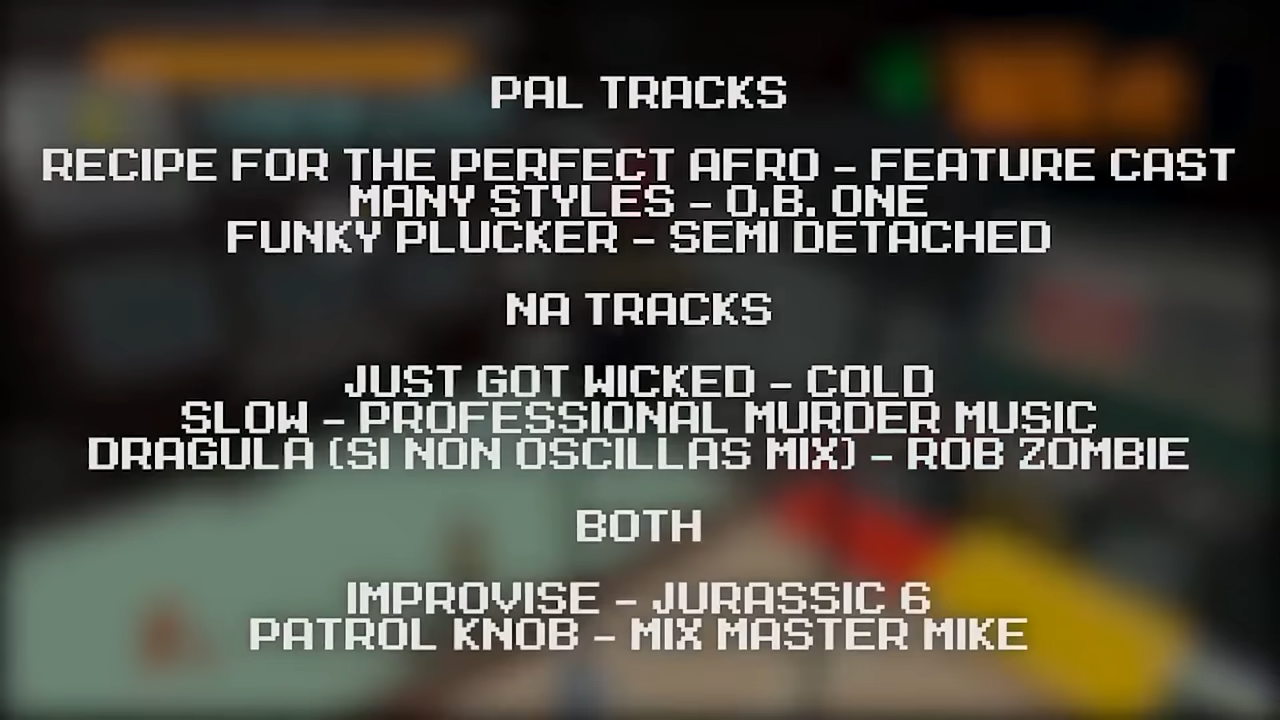 PAL TRACKS
RECIPE FOR THE PERFECT AFRO - FEATURE CAST
MANY STYLES - O.B. ONE
FUNKY PLUCKER - SEMI DETACHED
NA TRACKS
JUST GOT WICKED - COLD
SLOW - PROFESSIONAL MURDER MUSIC
DRAGULA (SI NON OSCILLAS MIX) - ROB ZOMBIE
BOTH
IMPROVISE - JURASSIC 6
PATROL KNOB - MIX MASTER MIKE